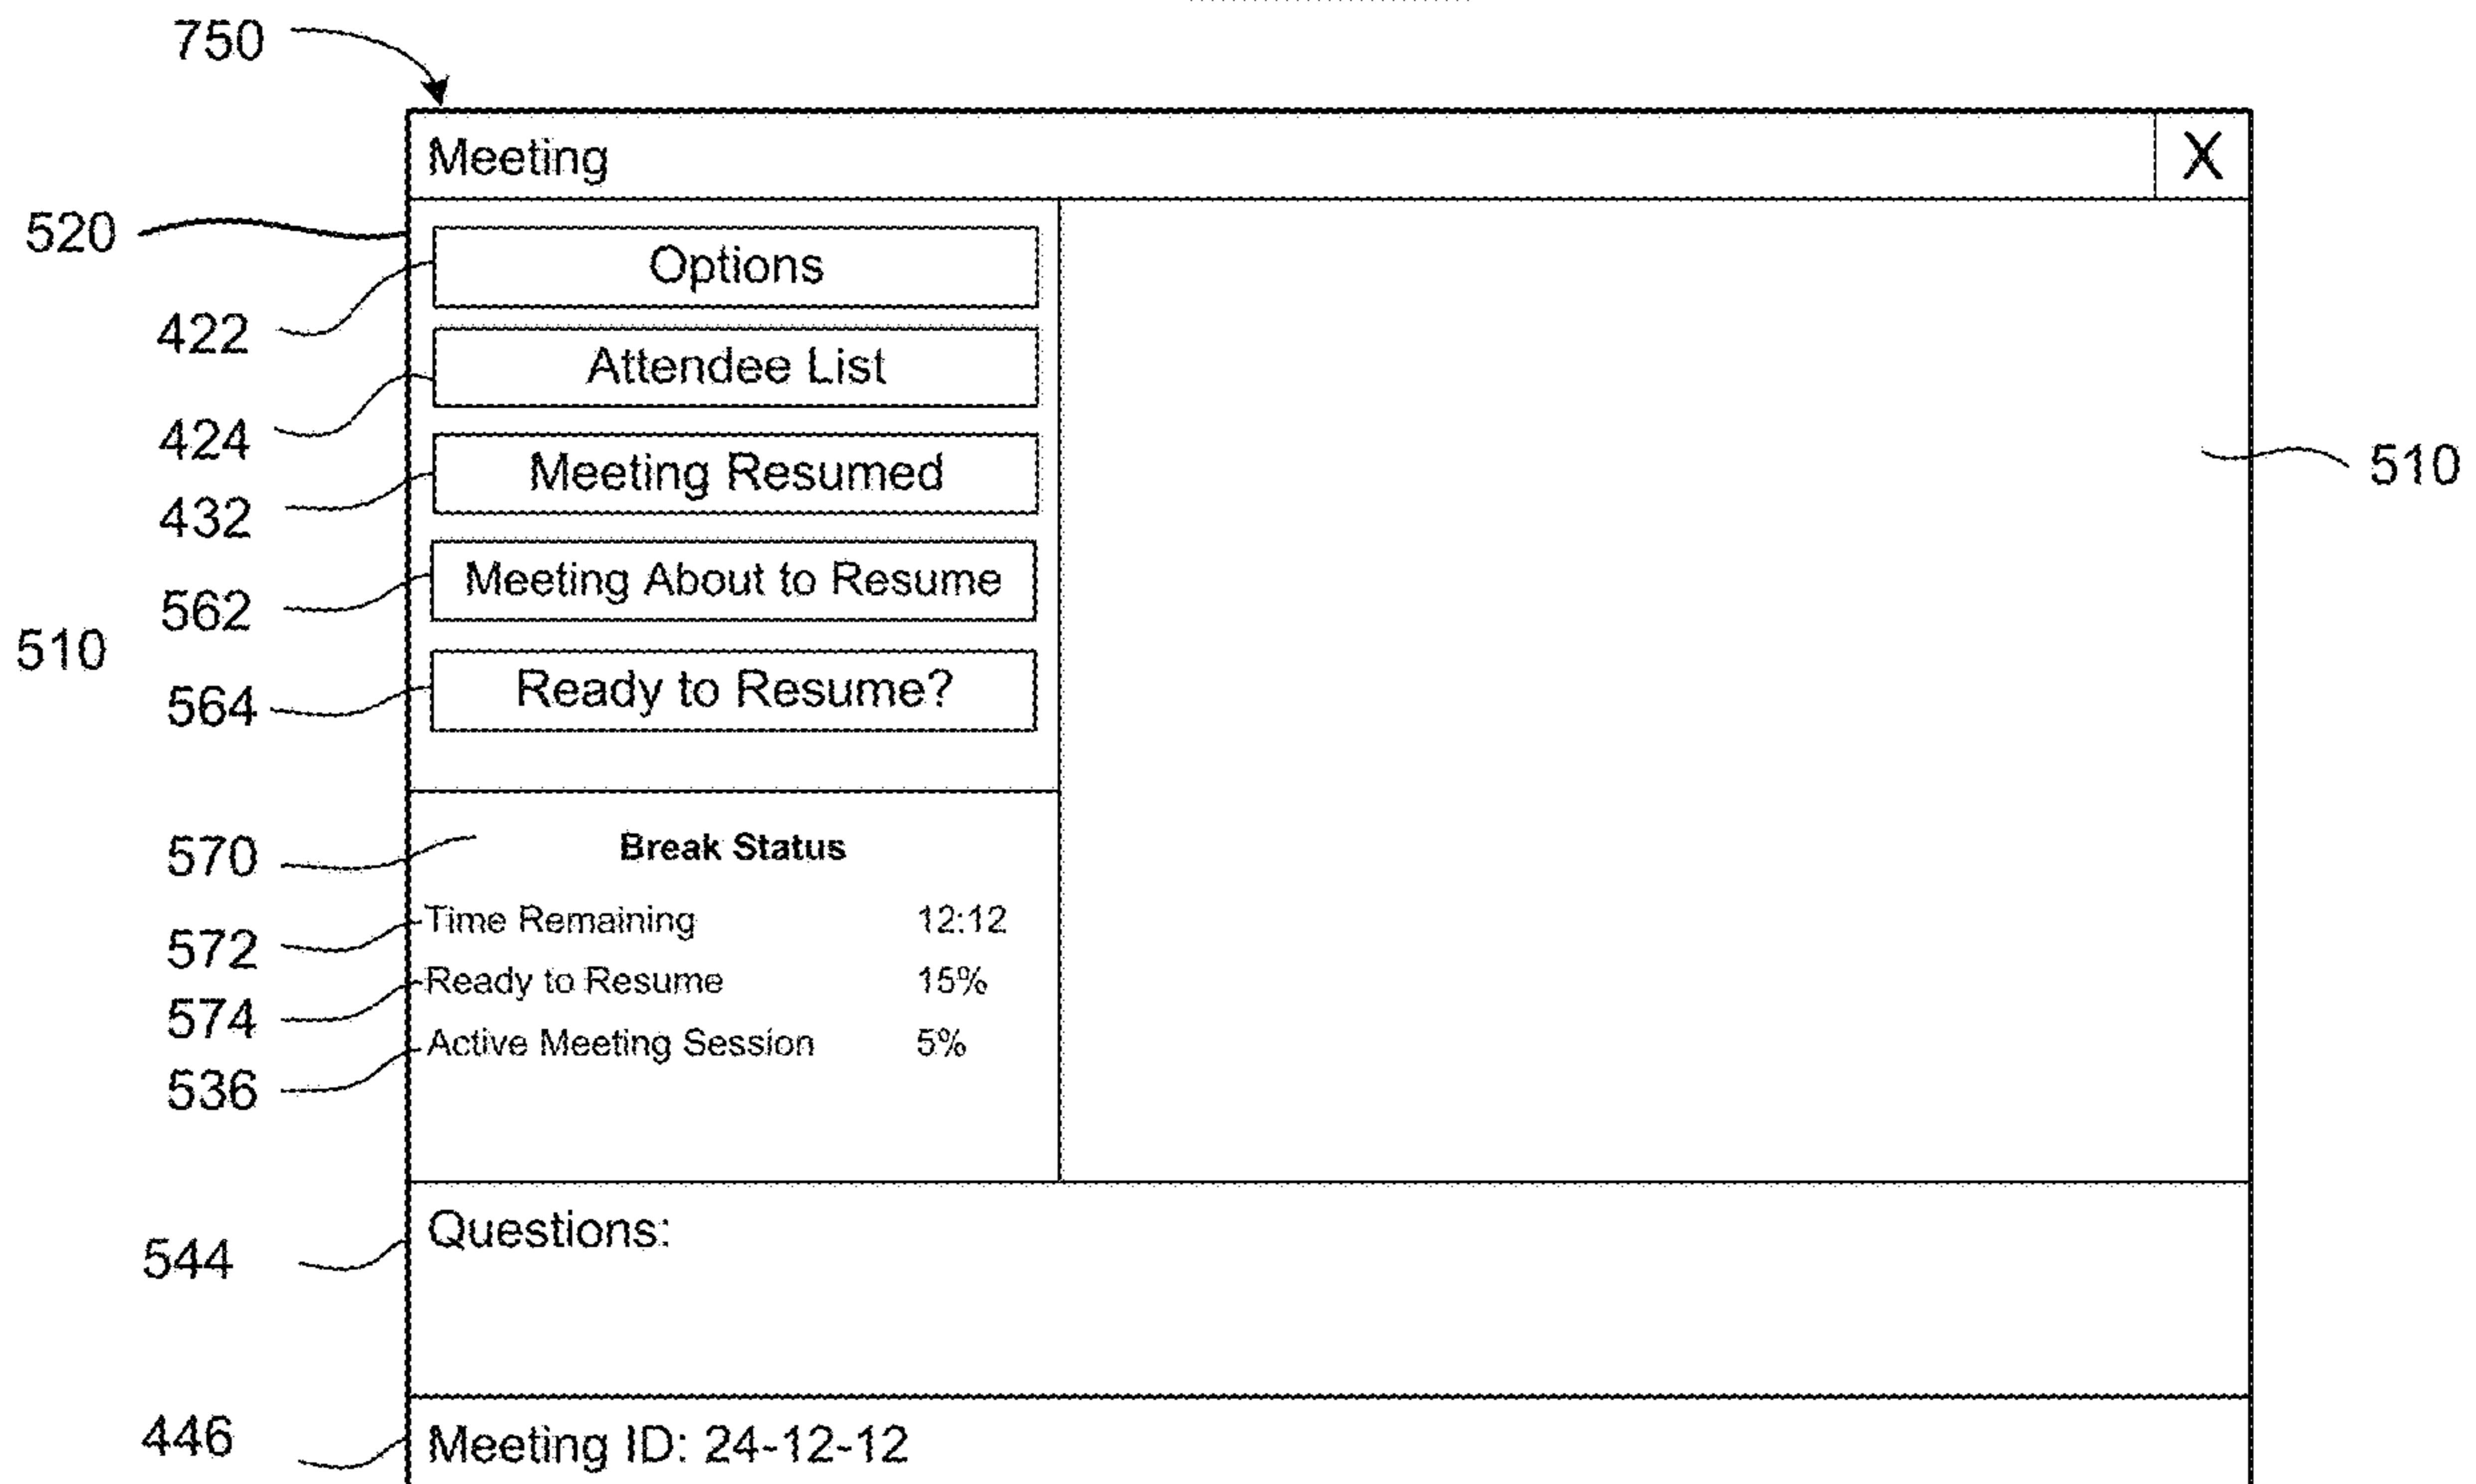 750
Meeting X
520
Options
422
Attendee List
424
Meeting Resumed
510
432
Meeting About to Resume
562
510
Ready to Resume?
564
Break Status
570
Time Remaining 12:12
572
Ready to Resume 15%
574
Active Meeting Session 5%
536
Questions:
544
446
Meeting ID: 24-12-12